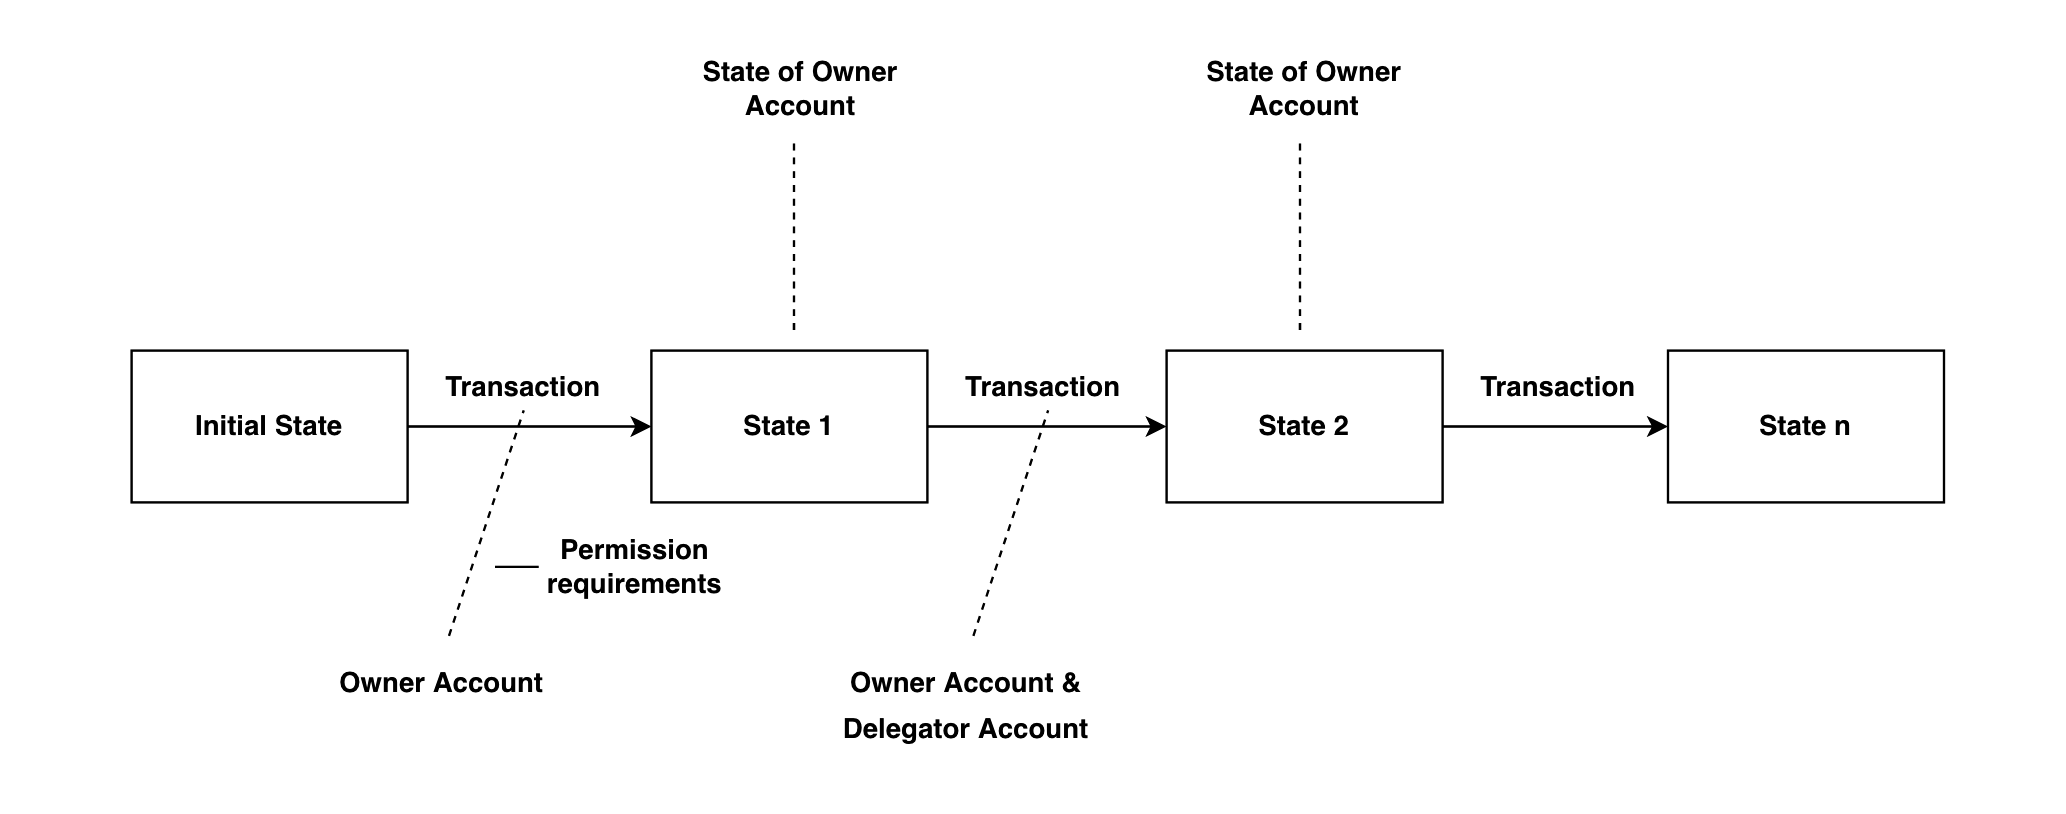 State of Owner
Account
State of Owner
Account
Initial State
Transaction
State 1
Transaction
State 2
Transaction
State n
Permission
requirements
Owner Account
Owner Account &
Delegator Account